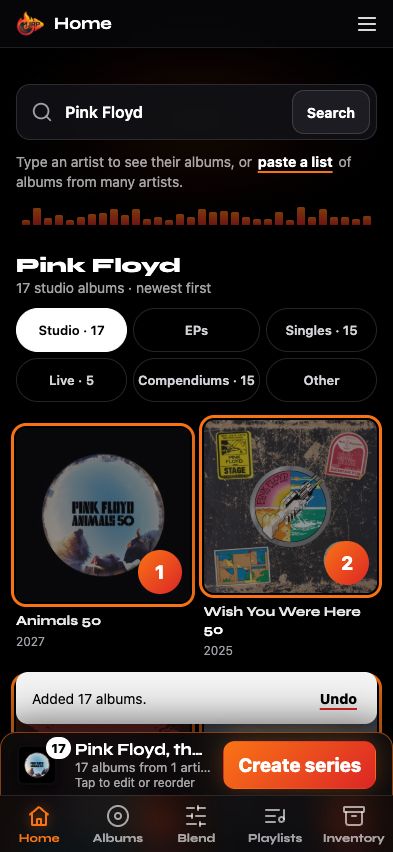 Home
Pink Floyd
Search
Type an artist to see their albums, or paste a list of
albums from many artists.
Pink Floyd
17 studio albums · newest first
Studio · 17
EPs
Singles · 15
Live · 5
Compendiums · 15
Other
PINK FLOYD
ANIMALS 50
1
PINK FLOYD
STAGE
2
Animals 50
2027
Wish You Were Here
50
2025
Added 17 albums.
Undo
17
Pink Floyd, th...
17 albums from 1 arti...
Tap to edit or reorder
Create series
Home
Albums
Blend
Playlists
Inventory